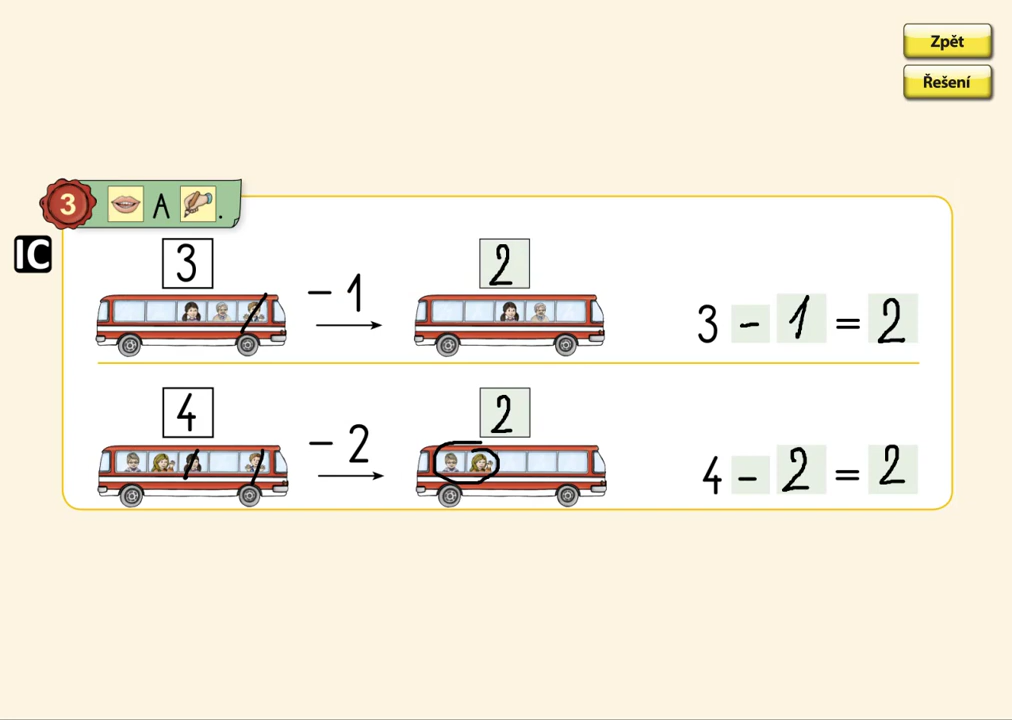 Zpět
Řešení
3 A .
IC
3 - 1 2
3 - 1 = 2
4 - 2 2
4 - 2 = 2